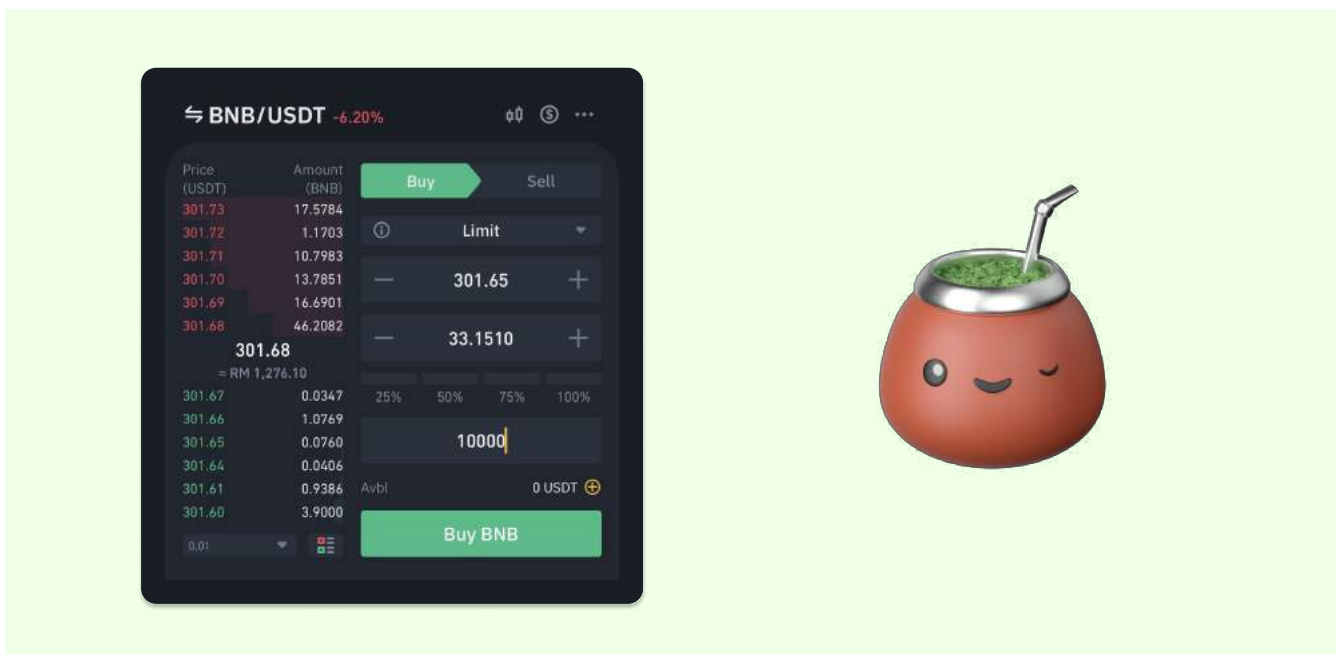 BNB/USDT -6.20%
Price Amount
(USDT) (BNB)
301.73 17.5784
301.72 1.1703
301.71 10.7983
301.70 13.7851
301.69 16.6901
301.68 46.2082
301.68
≈ RM 1,276.10
301.67 0.0347
301.66 1.0769
301.65 0.0760
301.64 0.0406
301.61 0.9386
301.60 3.9000
0.01
Buy Sell
Limit
301.65
33.1510
25% 50% 75% 100%
10000
Avbl 0 USDT
Buy BNB